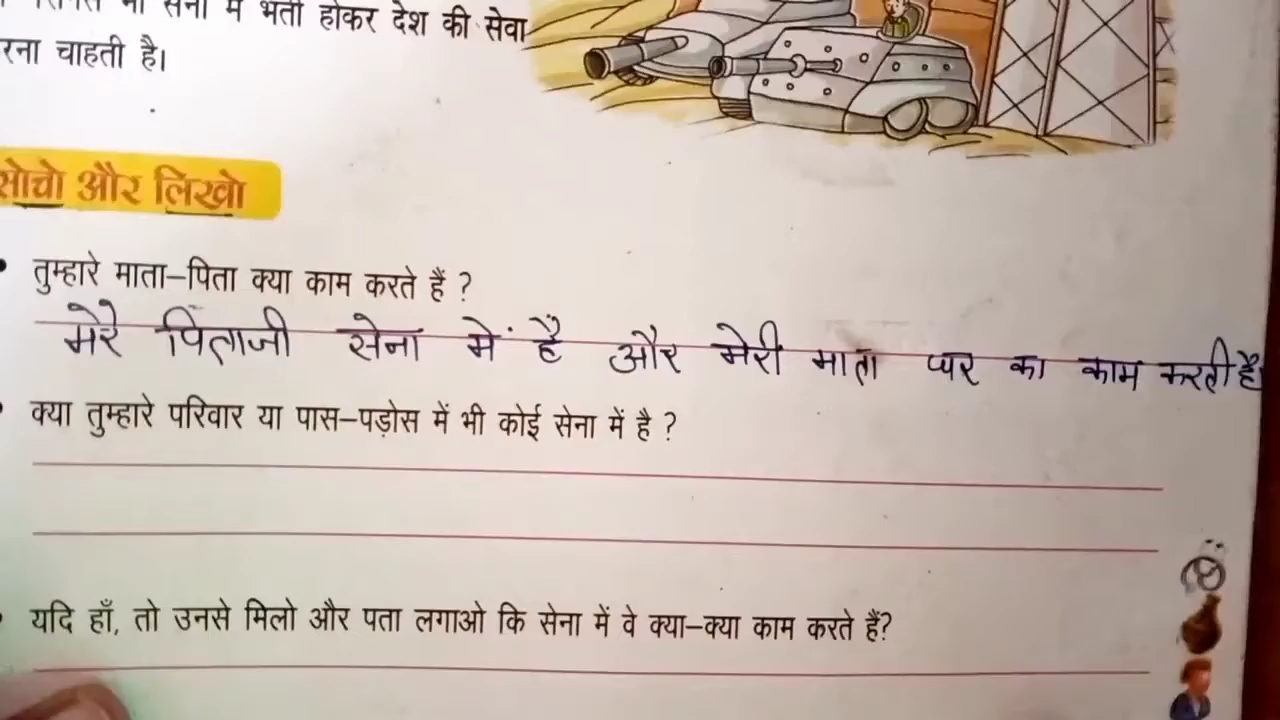 सेना में भर्ती होकर देश की सेवा
रना चाहती है।
सोचो और लिखो
तुम्हारे माता–पिता क्या काम करते हैं ?
मेरे पिताजी सेना में हैं और मेरी माता घर का काम करती है।
क्या तुम्हारे परिवार या पास–पड़ोस में भी कोई सेना में है ?
यदि हाँ, तो उनसे मिलो और पता लगाओ कि सेना में वे क्या–क्या काम करते हैं?